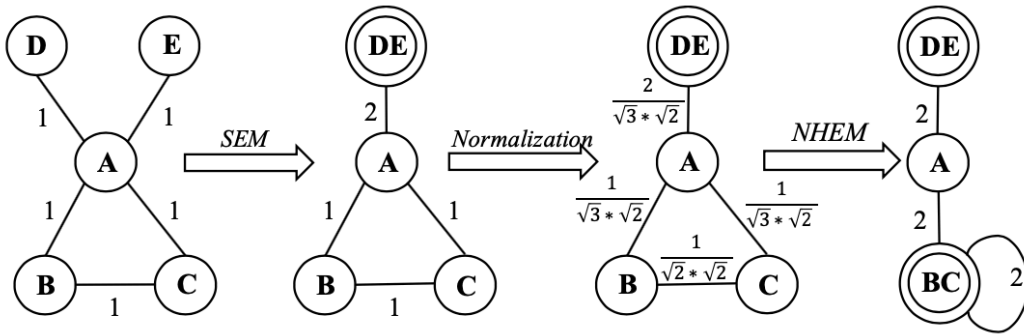 D
E
1
1
A
1
1
B
C
1
SEM
DE
2
A
1
1
B
C
1
Normalization
DE
2/√3 * √2
A
1/√3 * √2
1/√3 * √2
1/√2 * √2
B
C
NHEM
DE
2
A
2
BC
2